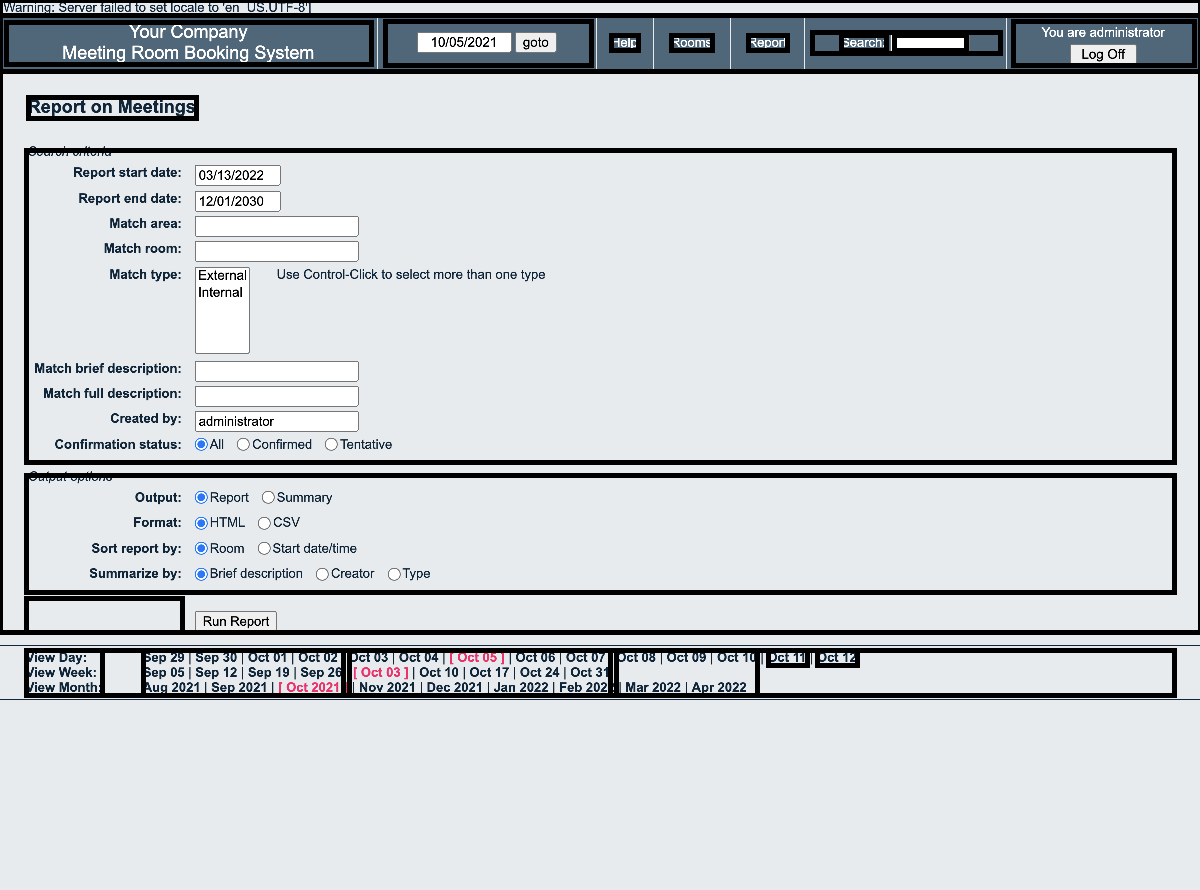 Warning: Server failed to set locale to 'en_US.UTF-8']
Your Company
Meeting Room Booking System
10/05/2021 goto
Help
Rooms
Report
Search:
You are administrator
Log Off
Report on Meetings
Search criteria
Report start date: 03/13/2022
Report end date: 12/01/2030
Match area:
Match room:
Match type: External Use Control-Click to select more than one type
Internal
Match brief description:
Match full description:
Created by: administrator
Confirmation status: All Confirmed Tentative
Output options
Output: Report Summary
Format: HTML CSV
Sort report by: Room Start date/time
Summarize by: Brief description Creator Type
Run Report
View Day: Sep 29 | Sep 30 | Oct 01 | Oct 02 | Oct 03 | Oct 04 | [ Oct 05 ] | Oct 06 | Oct 07 | Oct 08 | Oct 09 | Oct 10 | Oct 11 | Oct 12
View Week: Sep 05 | Sep 12 | Sep 19 | Sep 26 | [ Oct 03 ] | Oct 10 | Oct 17 | Oct 24 | Oct 31
View Month: Aug 2021 | Sep 2021 | [ Oct 2021 ] | Nov 2021 | Dec 2021 | Jan 2022 | Feb 2022 | Mar 2022 | Apr 2022